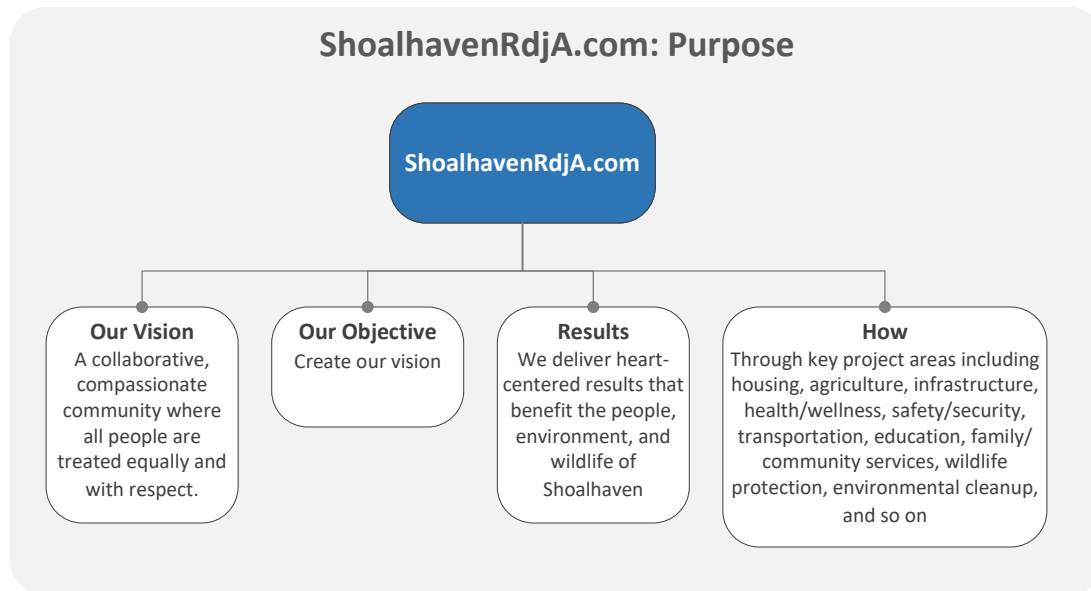 ShoalhavenRdjA.com: Purpose
ShoalhavenRdjA.com
Our Vision
A collaborative,
compassionate
community where
all people are
treated equally and
with respect.
Our Objective
Create our vision
Results
We deliver heart-
centered results that
benefit the people,
environment, and
wildlife of
Shoalhaven
How
Through key project areas including
housing, agriculture, infrastructure,
health/wellness, safety/security,
transportation, education, family/
community services, wildlife
protection, environmental cleanup,
and so on